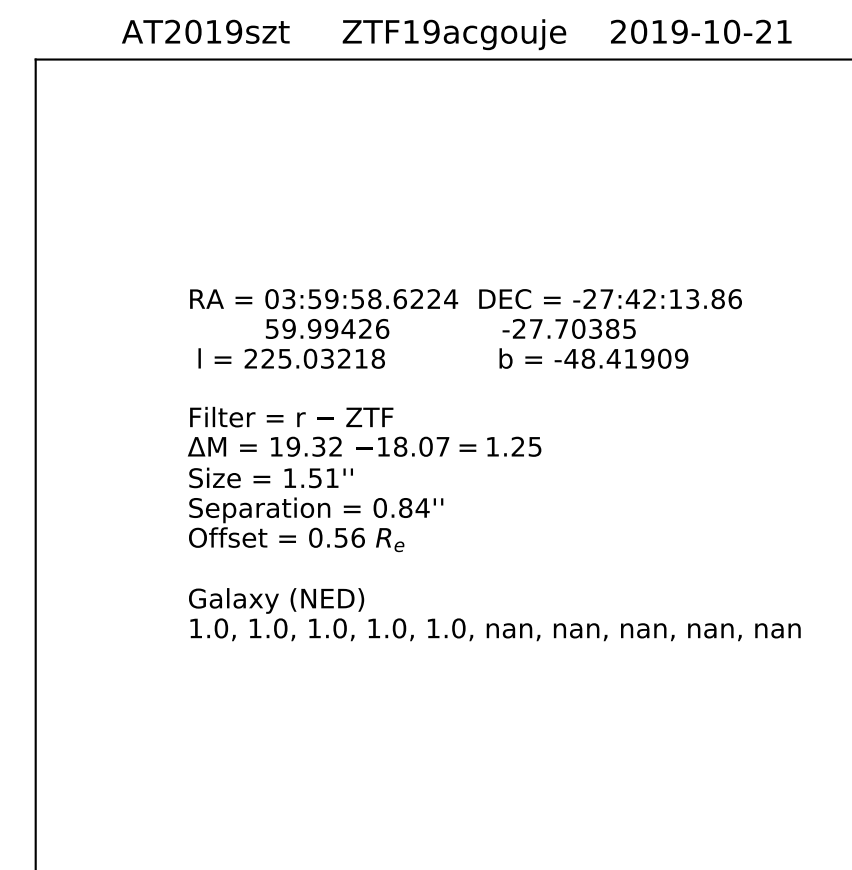 AT2019szt ZTF19acgouje 2019-10-21
RA = 03:59:58.6224 DEC = -27:42:13.86
59.99426 -27.70385
l = 225.03218 b = -48.41909
Filter = r − ZTF
ΔM = 19.32 −18.07 = 1.25
Size = 1.51''
Separation = 0.84''
Offset = 0.56 Rₑ
Galaxy (NED)
1.0, 1.0, 1.0, 1.0, 1.0, nan, nan, nan, nan, nan